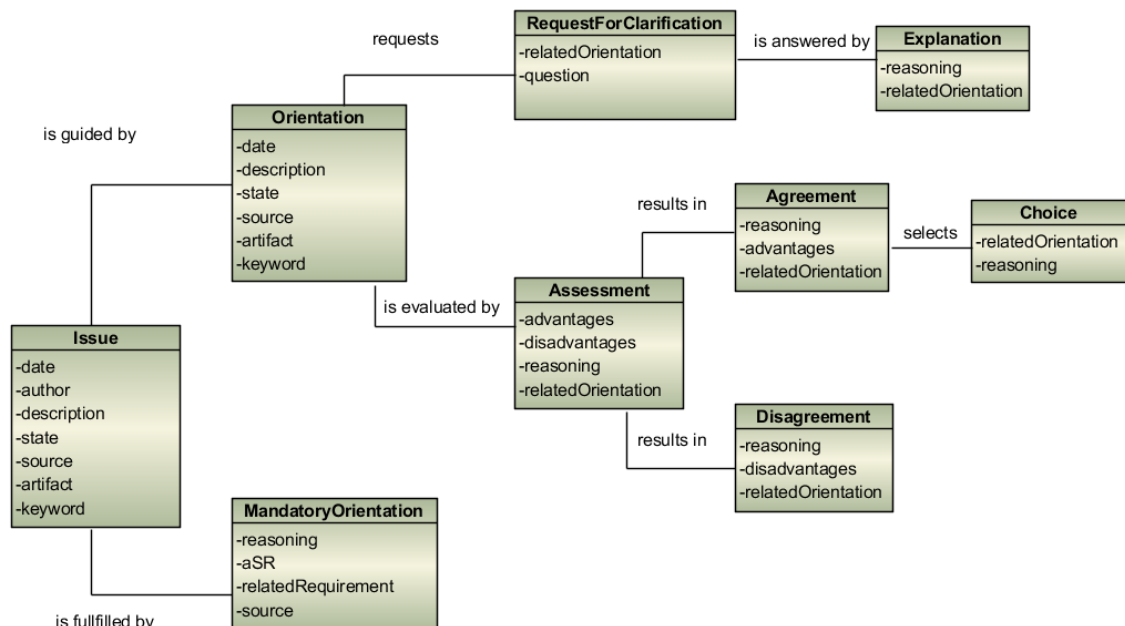 RequestForClarification
-relatedOrientation
-question
requests
is answered by
Explanation
-reasoning
-relatedOrientation
is guided by
Orientation
-date
-description
-state
-source
-artifact
-keyword
results in
Agreement
-reasoning
-advantages
-relatedOrientation
selects
Choice
-relatedOrientation
-reasoning
is evaluated by
Assessment
-advantages
-disadvantages
-reasoning
-relatedOrientation
Issue
-date
-author
-description
-state
-source
-artifact
-keyword
results in
Disagreement
-reasoning
-disadvantages
-relatedOrientation
MandatoryOrientation
-reasoning
-aSR
-relatedRequirement
-source
is fullfilled by